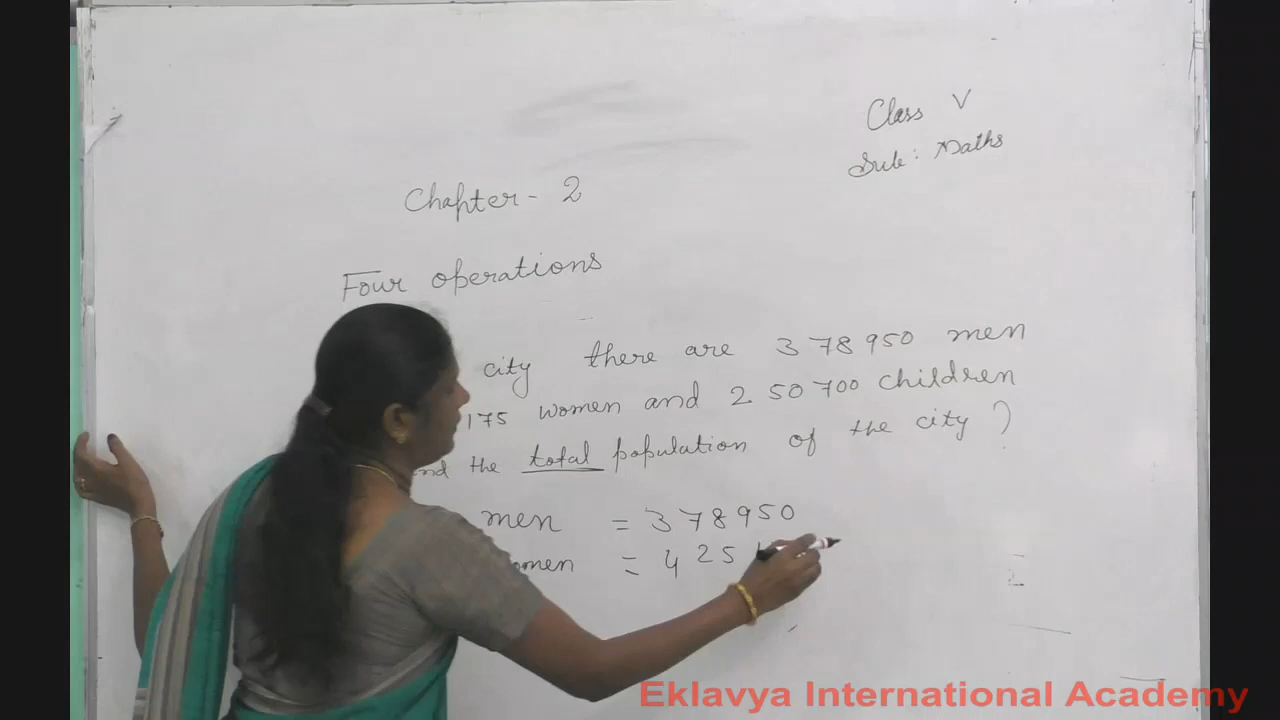 Class V
Sub: Maths
Chapter - 2
Four operations
city there are 378950 men
175 women and 250700 children
the total population of the city ?
men = 378950
= 425
Eklavya International Academy